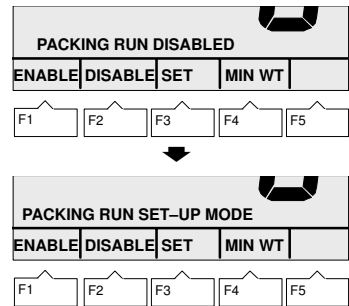 PACKING RUN DISABLED
ENABLE DISABLE SET MIN WT
F1 F2 F3 F4 F5
PACKING RUN SET–UP MODE
ENABLE DISABLE SET MIN WT
F1 F2 F3 F4 F5